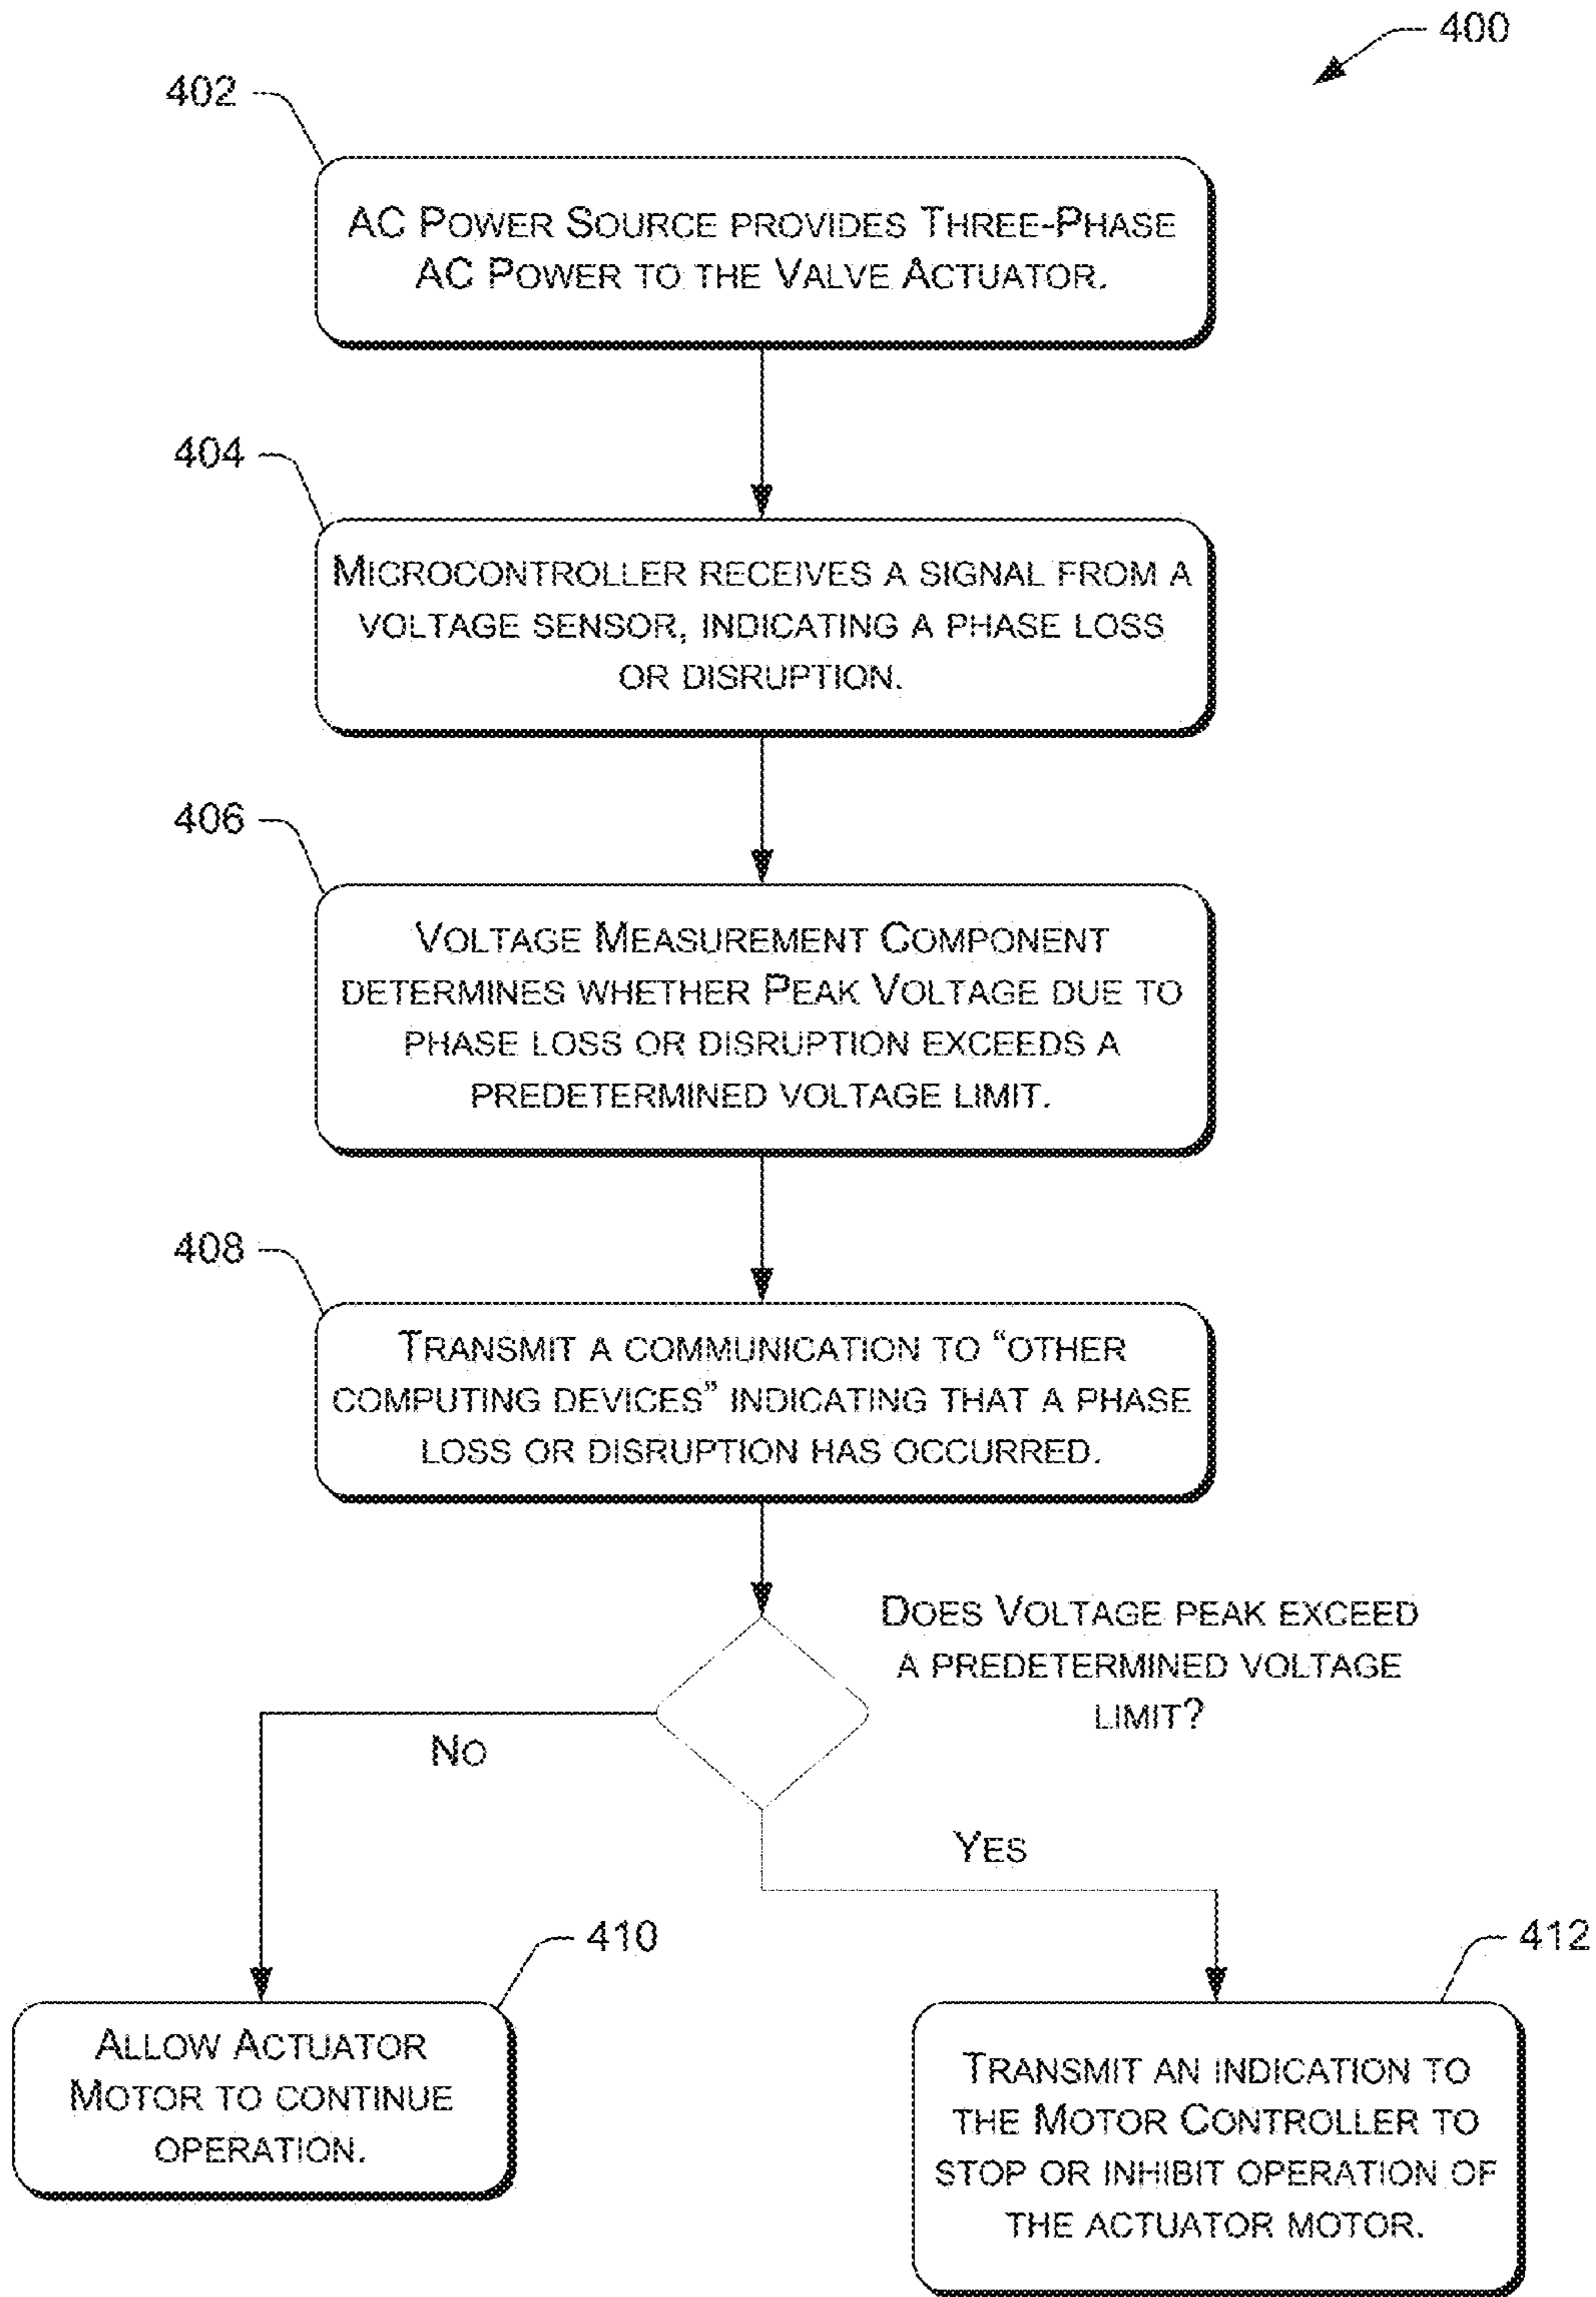 400
402
AC POWER SOURCE PROVIDES THREE-PHASE
AC POWER TO THE VALVE ACTUATOR.
404
MICROCONTROLLER RECEIVES A SIGNAL FROM A
VOLTAGE SENSOR, INDICATING A PHASE LOSS
OR DISRUPTION.
406
VOLTAGE MEASUREMENT COMPONENT
DETERMINES WHETHER PEAK VOLTAGE DUE TO
PHASE LOSS OR DISRUPTION EXCEEDS A
PREDETERMINED VOLTAGE LIMIT.
408
TRANSMIT A COMMUNICATION TO “OTHER
COMPUTING DEVICES” INDICATING THAT A PHASE
LOSS OR DISRUPTION HAS OCCURRED.
DOES VOLTAGE PEAK EXCEED
A PREDETERMINED VOLTAGE
LIMIT?
NO
YES
410
ALLOW ACTUATOR
MOTOR TO CONTINUE
OPERATION.
412
TRANSMIT AN INDICATION TO
THE MOTOR CONTROLLER TO
STOP OR INHIBIT OPERATION OF
THE ACTUATOR MOTOR.